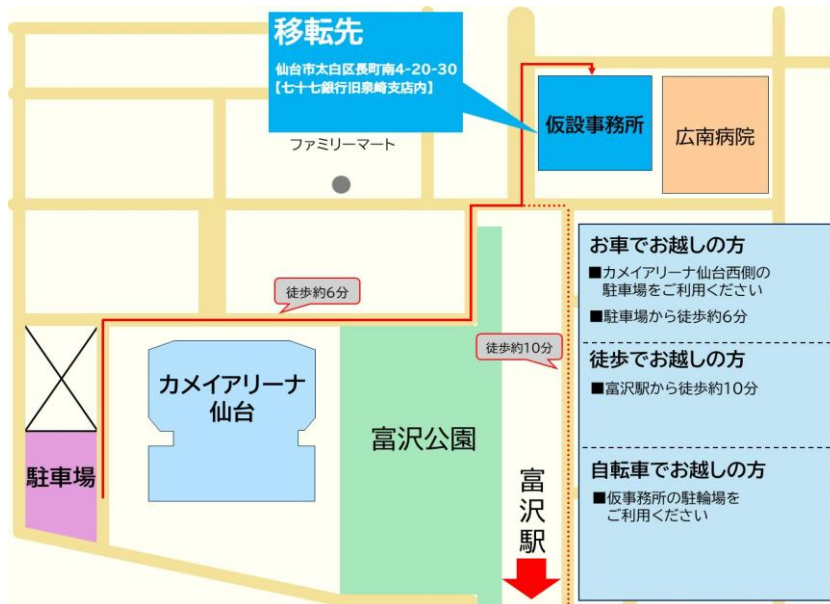 移転先
仙台市太白区長町南4-20-30
【七十七銀行旧泉崎支店内】
ファミリーマート
仮設事務所
広南病院
徒歩約6分
徒歩約10分
カメイアリーナ
仙台
駐車場
富沢公園
富沢駅
お車でお越しの方
■カメイアリーナ仙台西側の
駐車場をご利用ください
■駐車場から徒歩約6分
徒歩でお越しの方
■富沢駅から徒歩約10分
自転車でお越しの方
■仮事務所の駐輪場を
ご利用ください